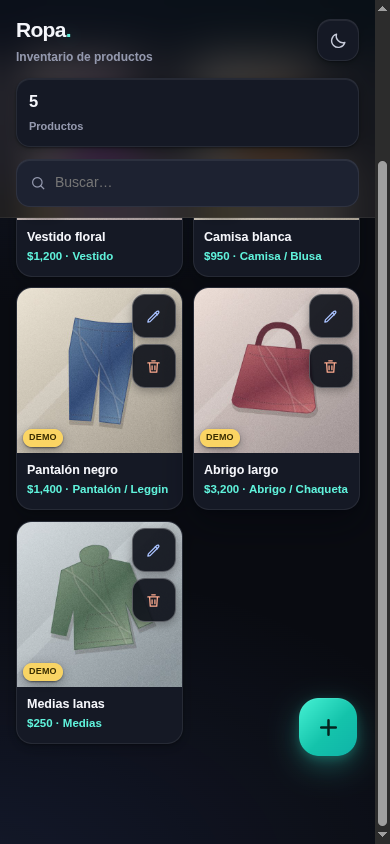 Ropa.
Inventario de productos
5
Productos
Buscar…
Vestido floral
$1,200 · Vestido
Camisa blanca
$950 · Camisa / Blusa
DEMO
Pantalón negro
$1,400 · Pantalón / Leggin
DEMO
Abrigo largo
$3,200 · Abrigo / Chaqueta
DEMO
Medias lanas
$250 · Medias